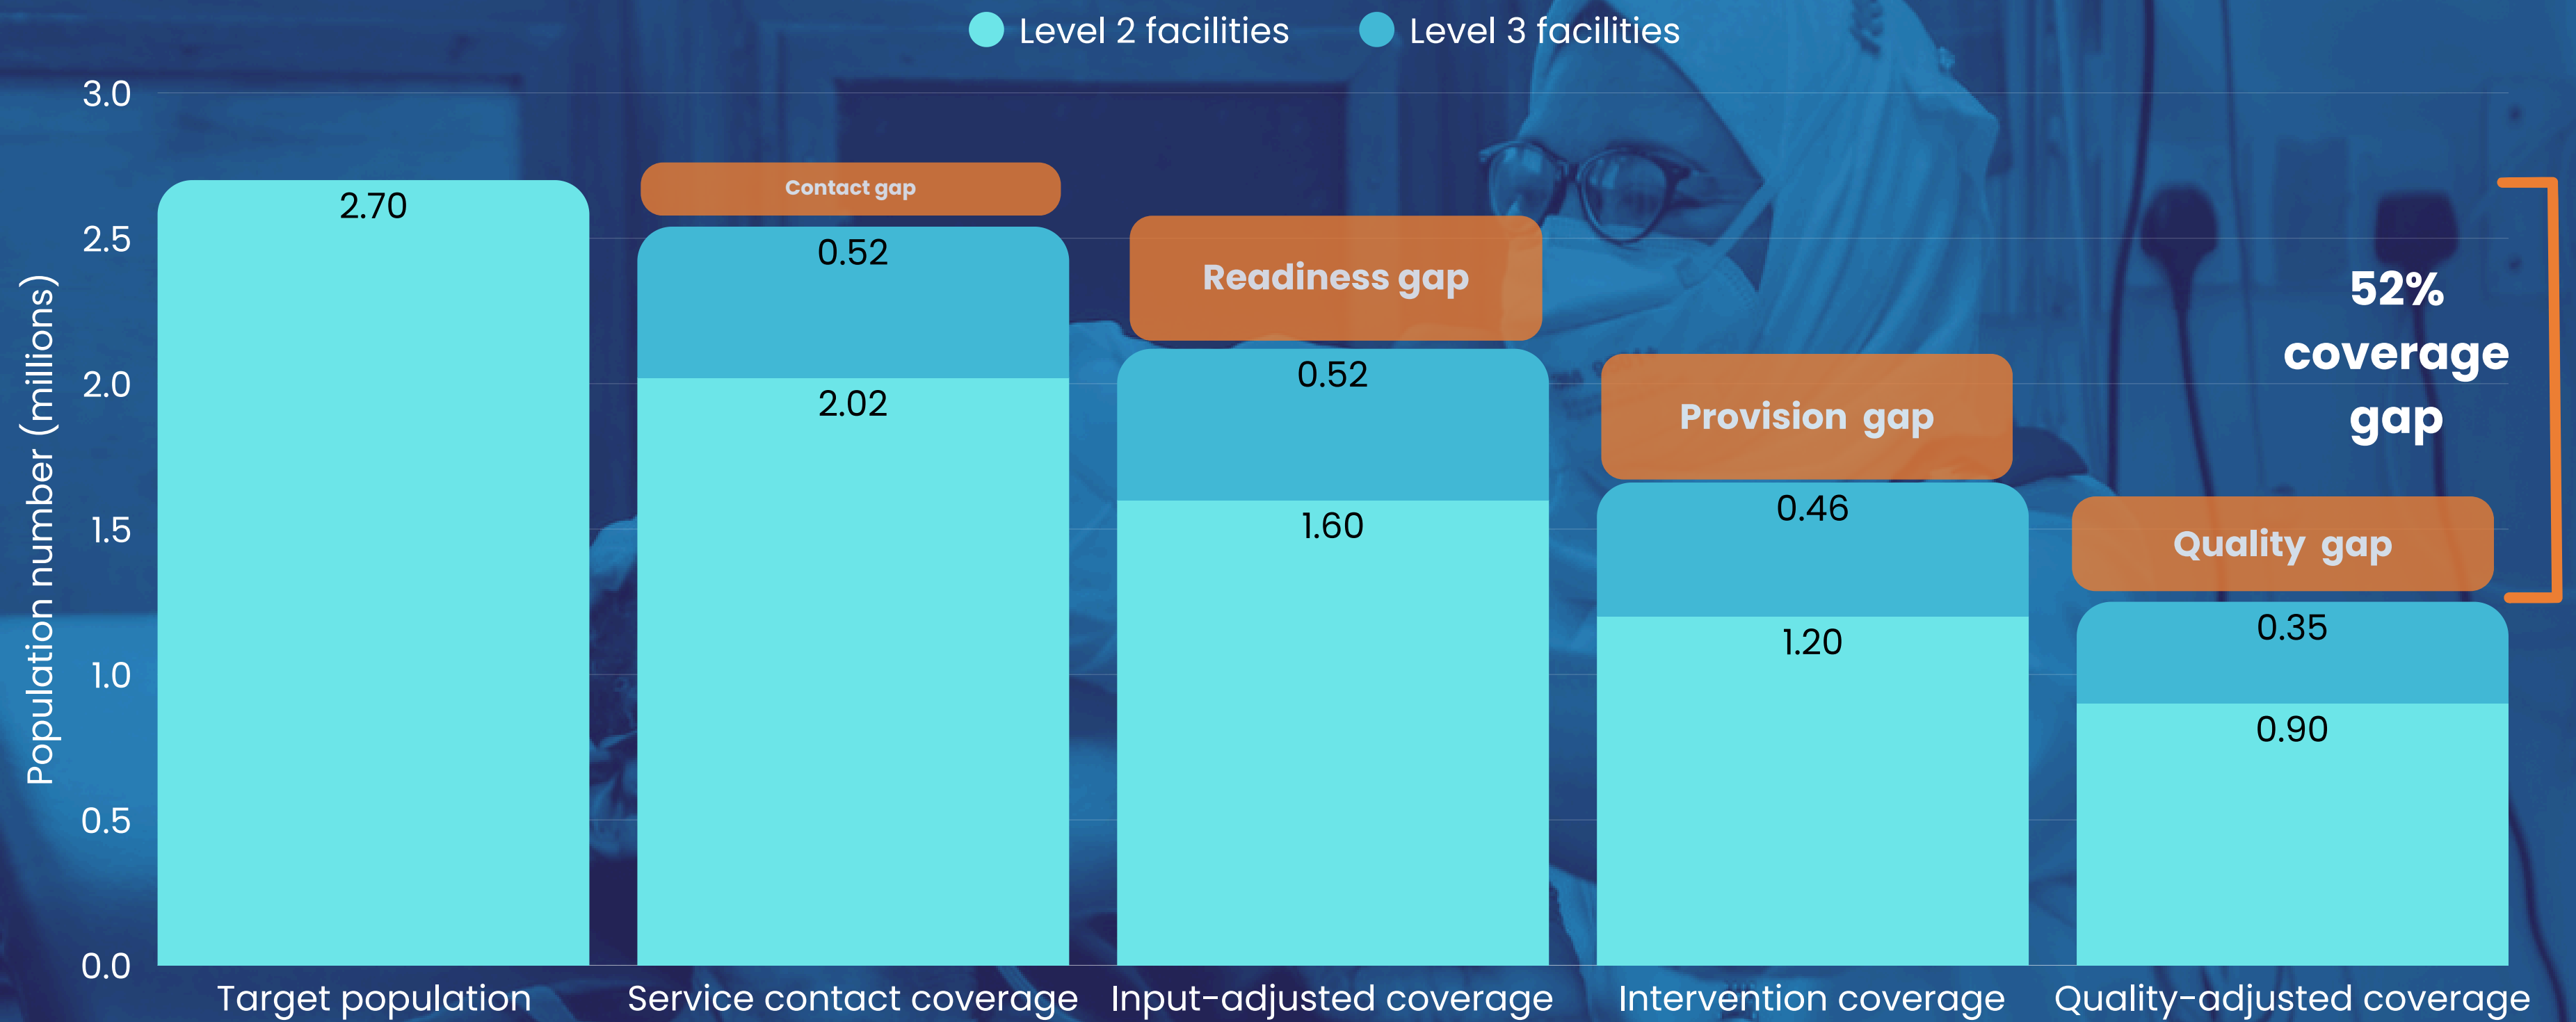 Level 2 facilities
Level 3 facilities
Population number (millions)
3.0
2.5
2.0
1.5
1.0
0.5
0.0
2.70
Contact gap
0.52
2.02
Readiness gap
0.52
1.60
Provision gap
0.46
1.20
52%
coverage
gap
Quality gap
0.35
0.90
Target population
Service contact coverage
Input-adjusted coverage
Intervention coverage
Quality-adjusted coverage